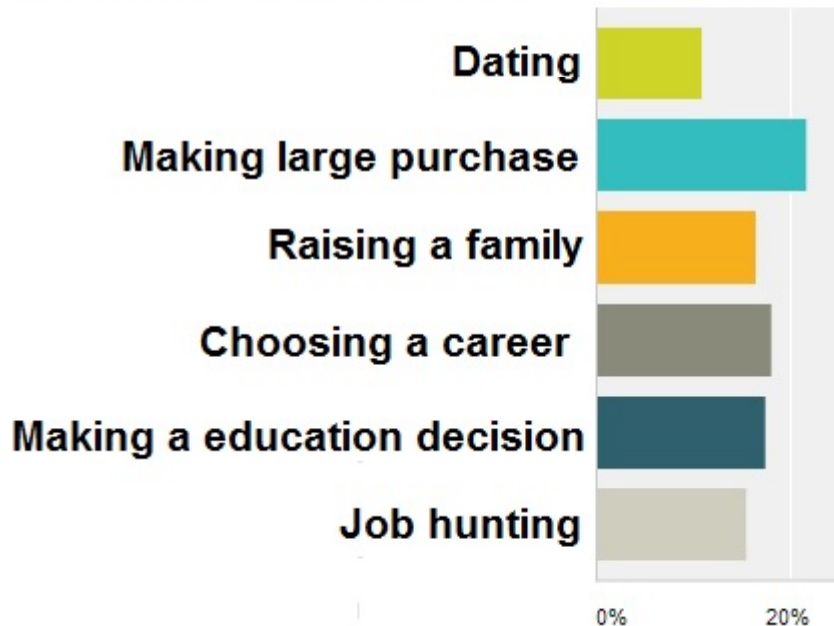 Dating
Making large purchase
Raising a family
Choosing a career
Making a education decision
Job hunting
0% 20%